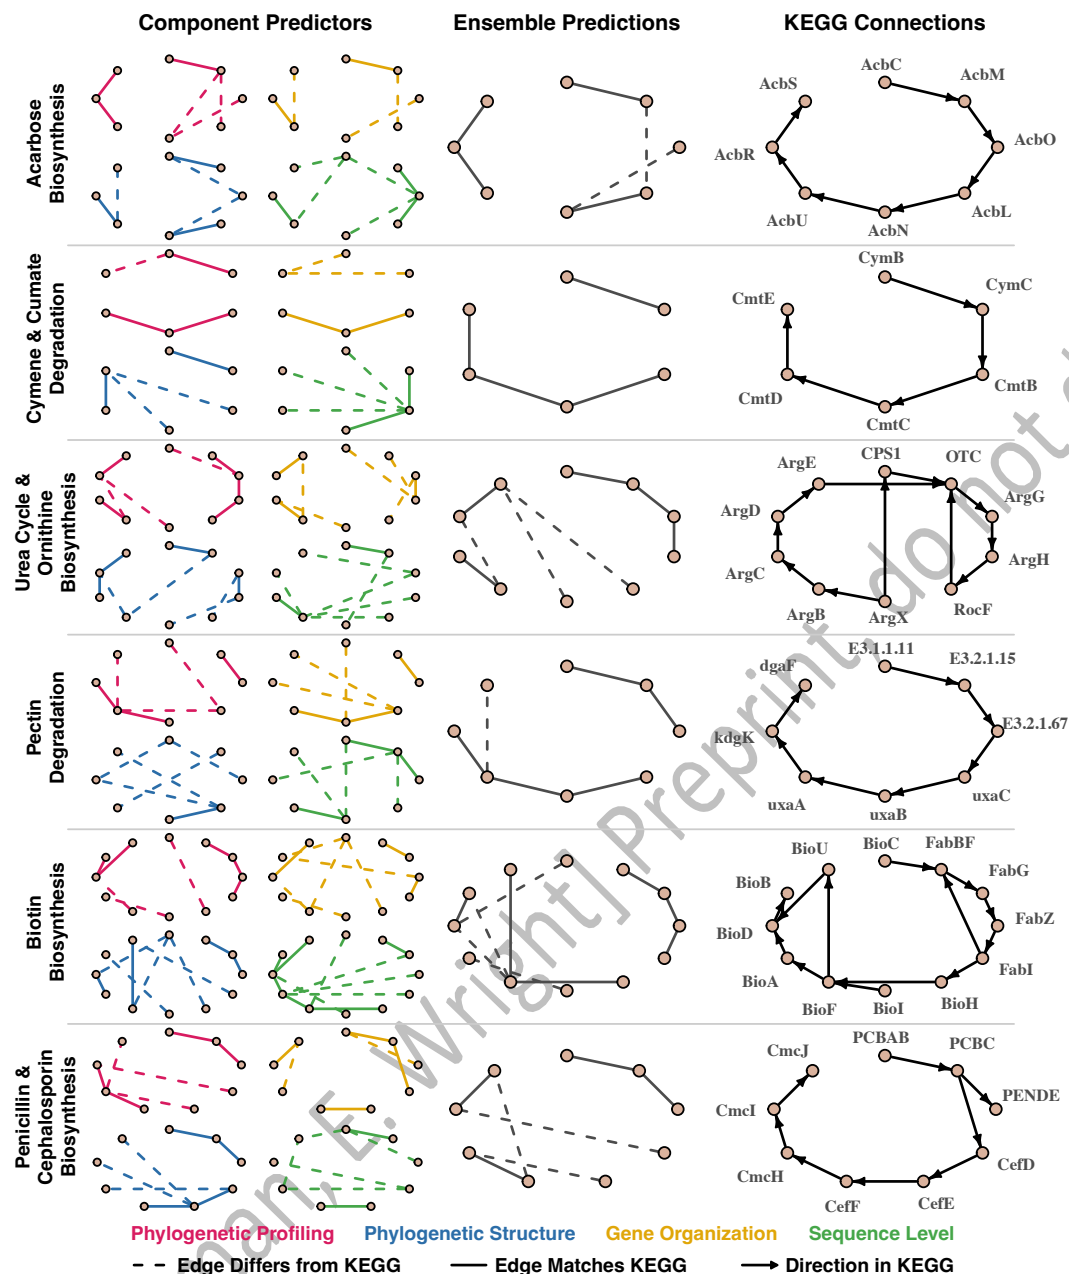 Component Predictors
Ensemble Predictions
KEGG Connections
Acarbose
Biosynthesis
AcbC
AcbM
AcbS
AcbO
AcbR
AcbL
AcbU
AcbN
Cymene & Cumate
Degradation
CymB
CymC
CmtE
CmtB
CmtD
CmtC
Urea Cycle &
Ornithine
Biosynthesis
CPS1
OTC
ArgE
ArgG
ArgD
ArgH
ArgC
ArgB
ArgX
RocF
Pectin
Degradation
E3.1.1.11
E3.2.1.15
dgaF
E3.2.1.67
kdgK
uxaC
uxaA
uxaB
Biotin
Biosynthesis
BioC
FabBF
BioU
FabG
BioB
FabZ
BioD
FabI
BioA
BioH
BioF
BioI
Penicillin &
Cephalosporin
Biosynthesis
PCBAB
PCBC
CmcJ
PENDE
CmcI
CefD
CmcH
CefE
CefF
Phylogenetic Profiling
Phylogenetic Structure
Gene Organization
Sequence Level
Edge Differs from KEGG
Edge Matches KEGG
Direction in KEGG
man, E. Wright] Preprint, do not